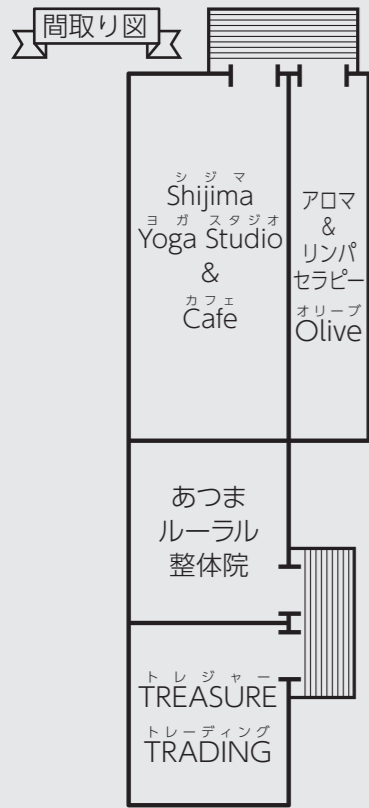 間取り図
シジマ
Shijima
ヨガ スタジオ
Yoga Studio
&
カフェ
Cafe
アロマ
&
リンパ
セラピー
オリーブ
Olive
あつま
ルーラル
整体院
トレジャー
TREASURE
トレーディング
TRADING